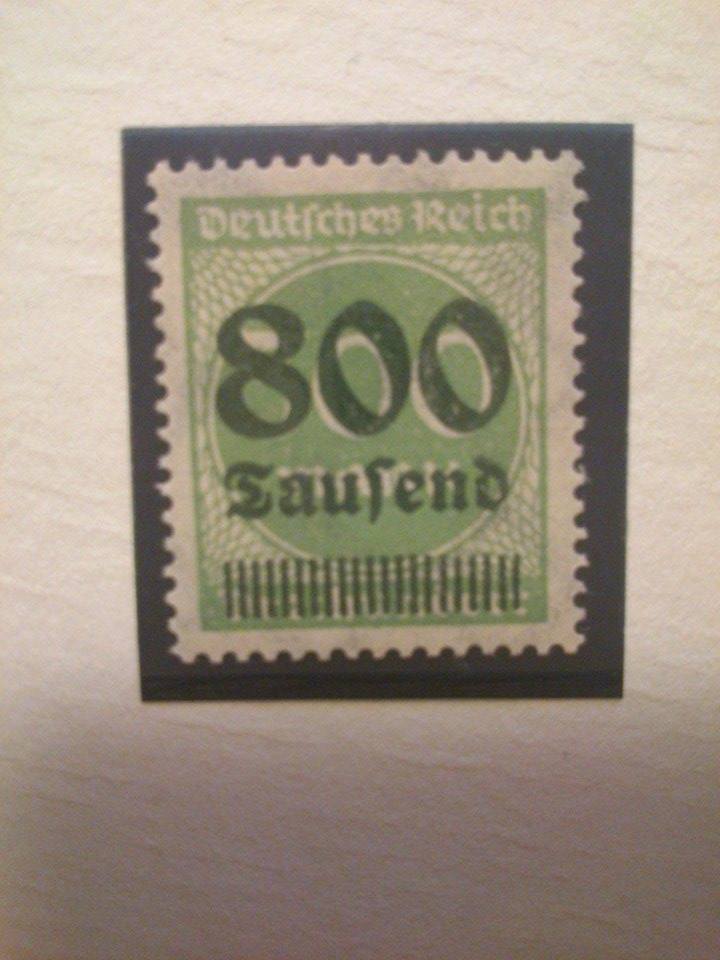 Deutsches Reich
800
Tausend